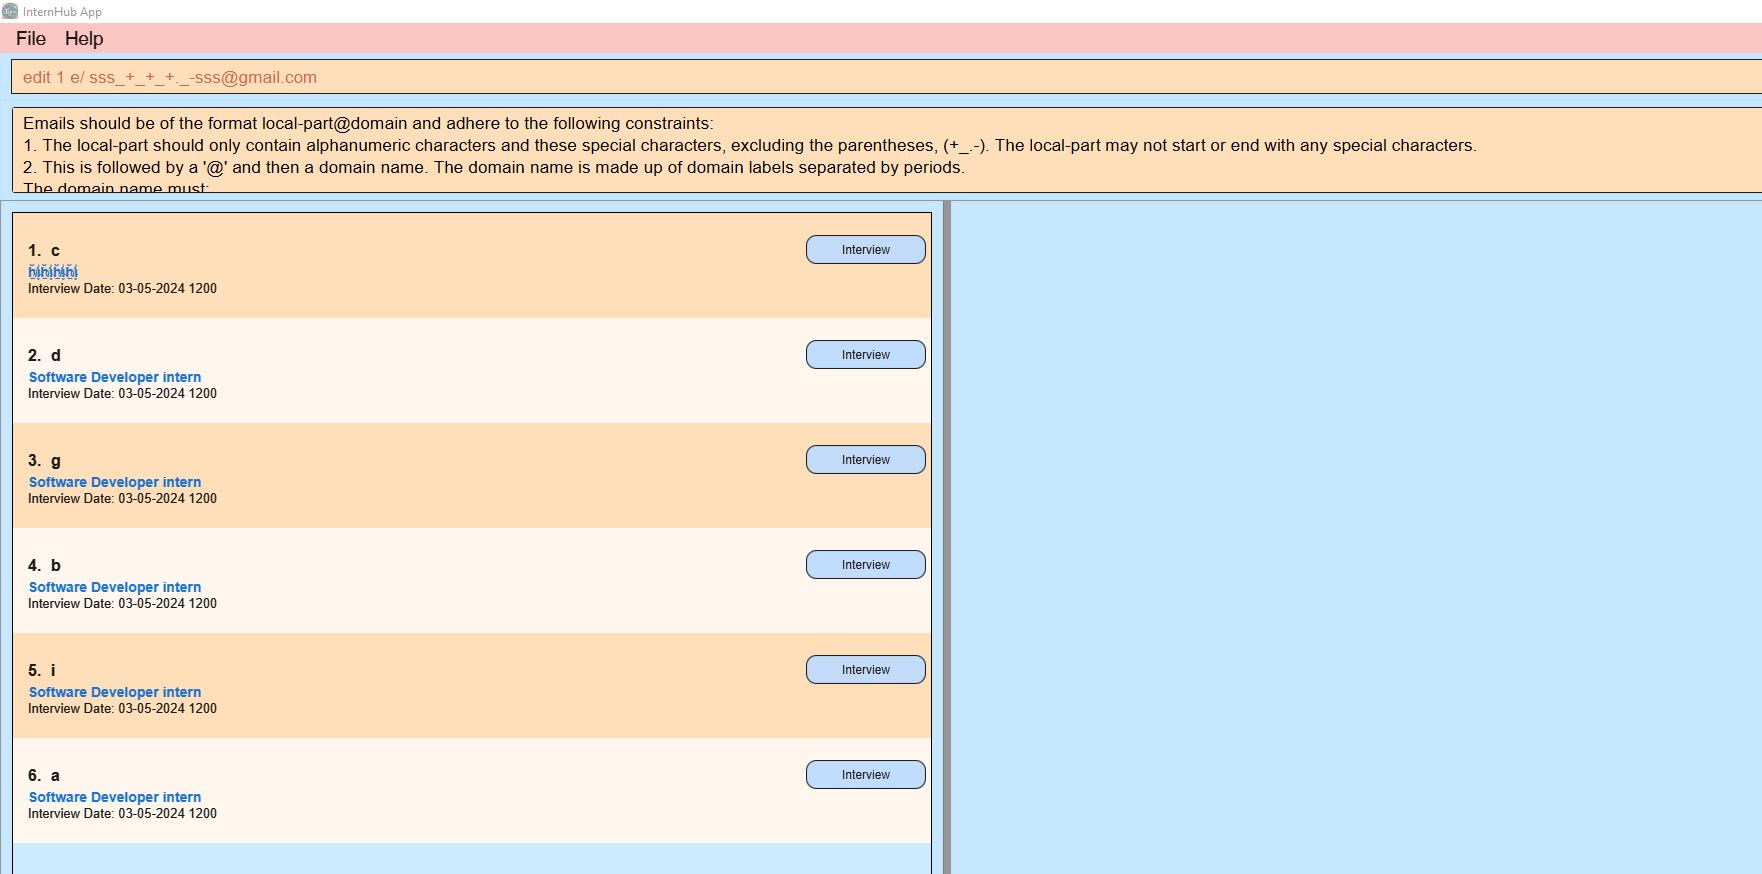 InternHub App
File Help
edit 1 e/ sss_+_+_+._-sss@gmail.com
Emails should be of the format local-part@domain and adhere to the following constraints:
1. The local-part should only contain alphanumeric characters and these special characters, excluding the parentheses, (+_.-). The local-part may not start or end with any special characters.
2. This is followed by a '@' and then a domain name. The domain name is made up of domain labels separated by periods.
The domain name must:
1. c
Interview
Interview Date: 03-05-2024 1200
2. d
Interview
Software Developer intern
Interview Date: 03-05-2024 1200
3. g
Interview
Software Developer intern
Interview Date: 03-05-2024 1200
4. b
Interview
Software Developer intern
Interview Date: 03-05-2024 1200
5. i
Interview
Software Developer intern
Interview Date: 03-05-2024 1200
6. a
Interview
Software Developer intern
Interview Date: 03-05-2024 1200